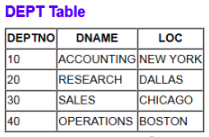 DEPT Table
DEPTNO DNAME LOC
10 ACCOUNTING NEW YORK
20 RESEARCH DALLAS
30 SALES CHICAGO
40 OPERATIONS BOSTON